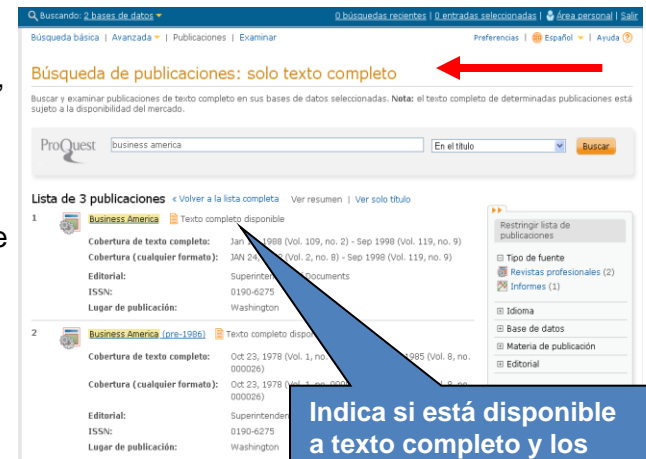 Buscando: 2 bases de datos
0 búsquedas recientes | 0 entradas seleccionadas | Área personal | Salir
Búsqueda básica | Avanzada | Publicaciones | Examinar
Preferencias | Español | Ayuda ?
Búsqueda de publicaciones: solo texto completo
Buscar y examinar publicaciones de texto completo en sus bases de datos seleccionadas. Nota: el texto completo de determinadas publicaciones está
sujeto a la disponibilidad del mercado.
ProQuest business america En el título Buscar
Lista de 3 publicaciones « Volver a la lista completa Ver resumen | Ver solo título
1 Business America Texto completo disponible
Cobertura de texto completo: Jan 1988 (Vol. 109, no. 2) - Sep 1998 (Vol. 119, no. 9)
Cobertura (cualquier formato): JAN 24, (Vol. 2, no. 8) - Sep 1998 (Vol. 119, no. 9)
Editorial: Superintendent Documents
ISSN: 0190-6275
Lugar de publicación: Washington
2 Business America (pre-1986) Texto completo
Cobertura de texto completo: Oct 23, 1978 (Vol. 1, no. 1985 (Vol. 8, no.
000026)
Cobertura (cualquier formato): Oct 23, 1978 (Vol. 1, no.
000026)
Editorial:
ISSN: 0190-6275
Lugar de publicación: Washington
Restringir lista de
publicaciones
Tipo de fuente
Revistas profesionales (2)
Informes (1)
Idioma
Base de datos
Materia de publicación
Editorial
Indica si está disponible
a texto completo y los